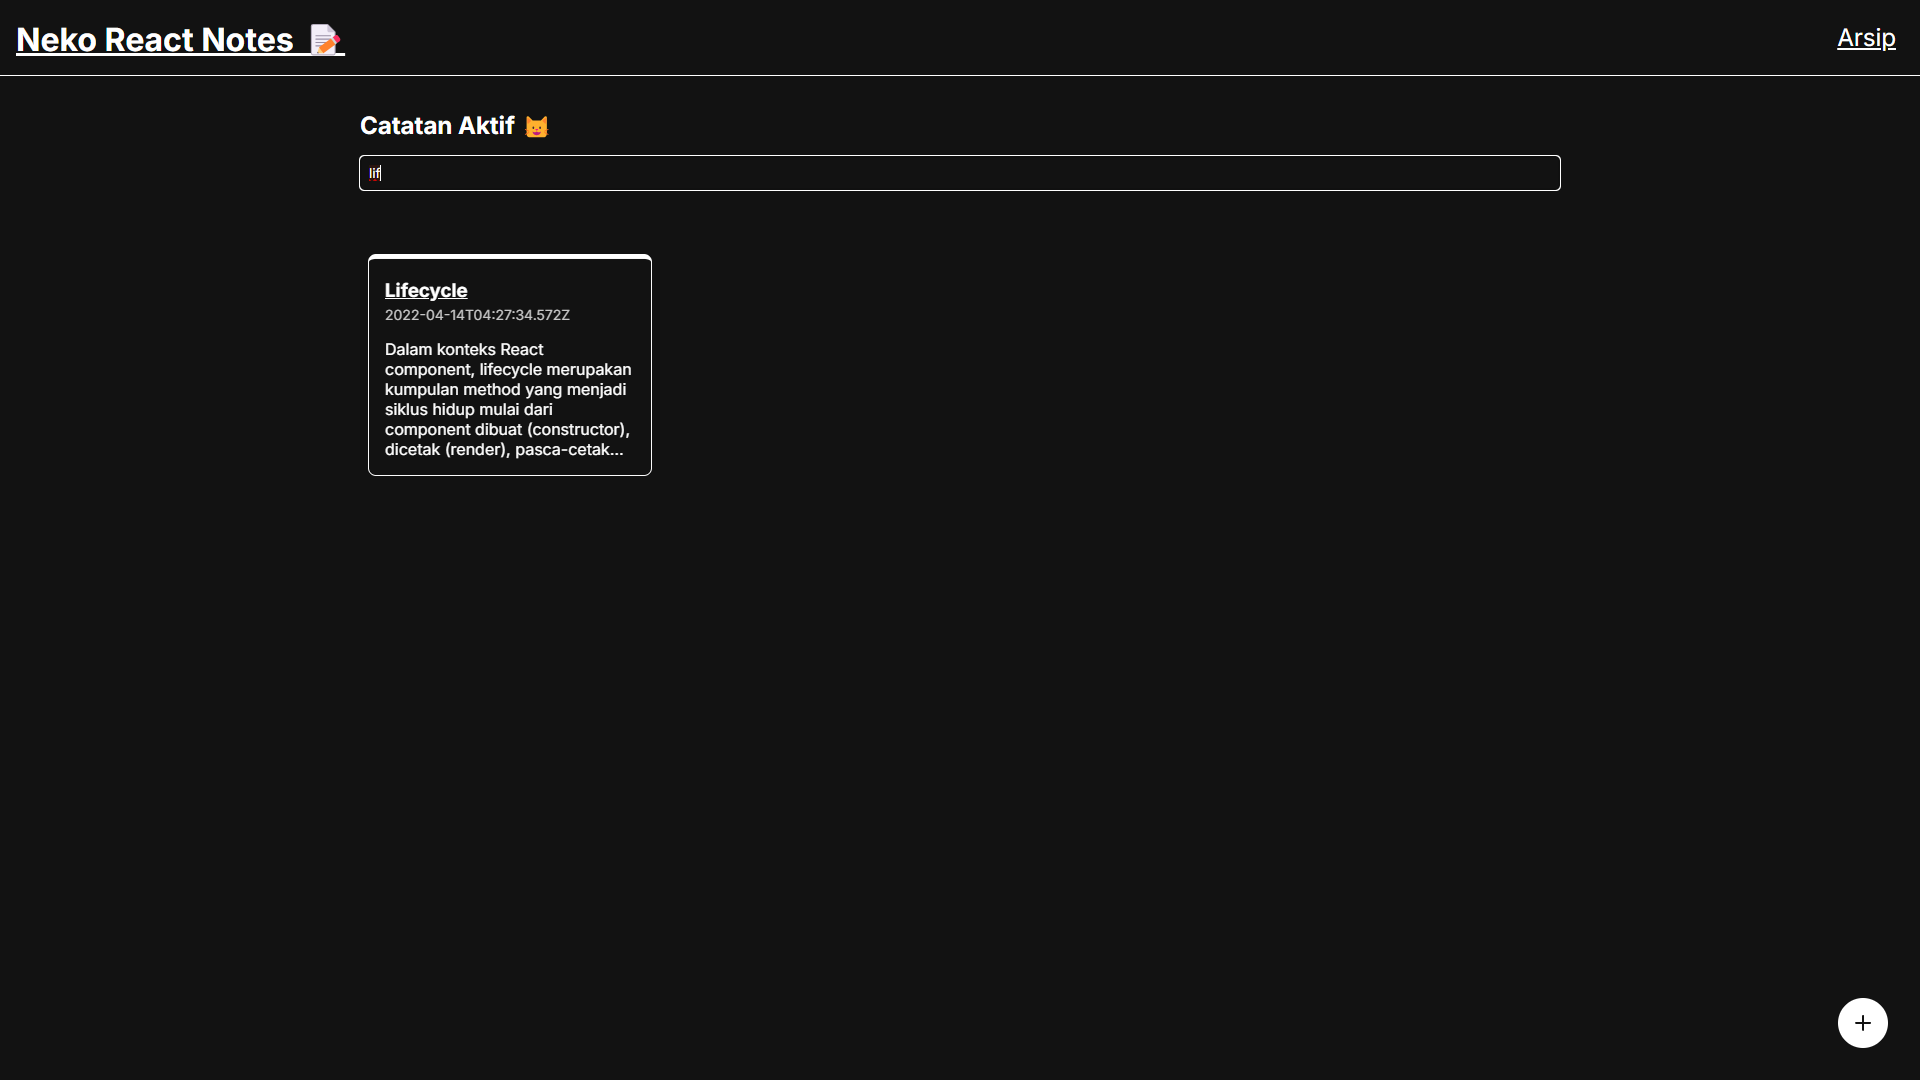 Neko React Notes 📝
Arsip
Catatan Aktif 😺
lif
Lifecycle
2022-04-14T04:27:34.572Z
Dalam konteks React
component, lifecycle merupakan
kumpulan method yang menjadi
siklus hidup mulai dari
component dibuat (constructor),
dicetak (render), pasca-cetak...
+